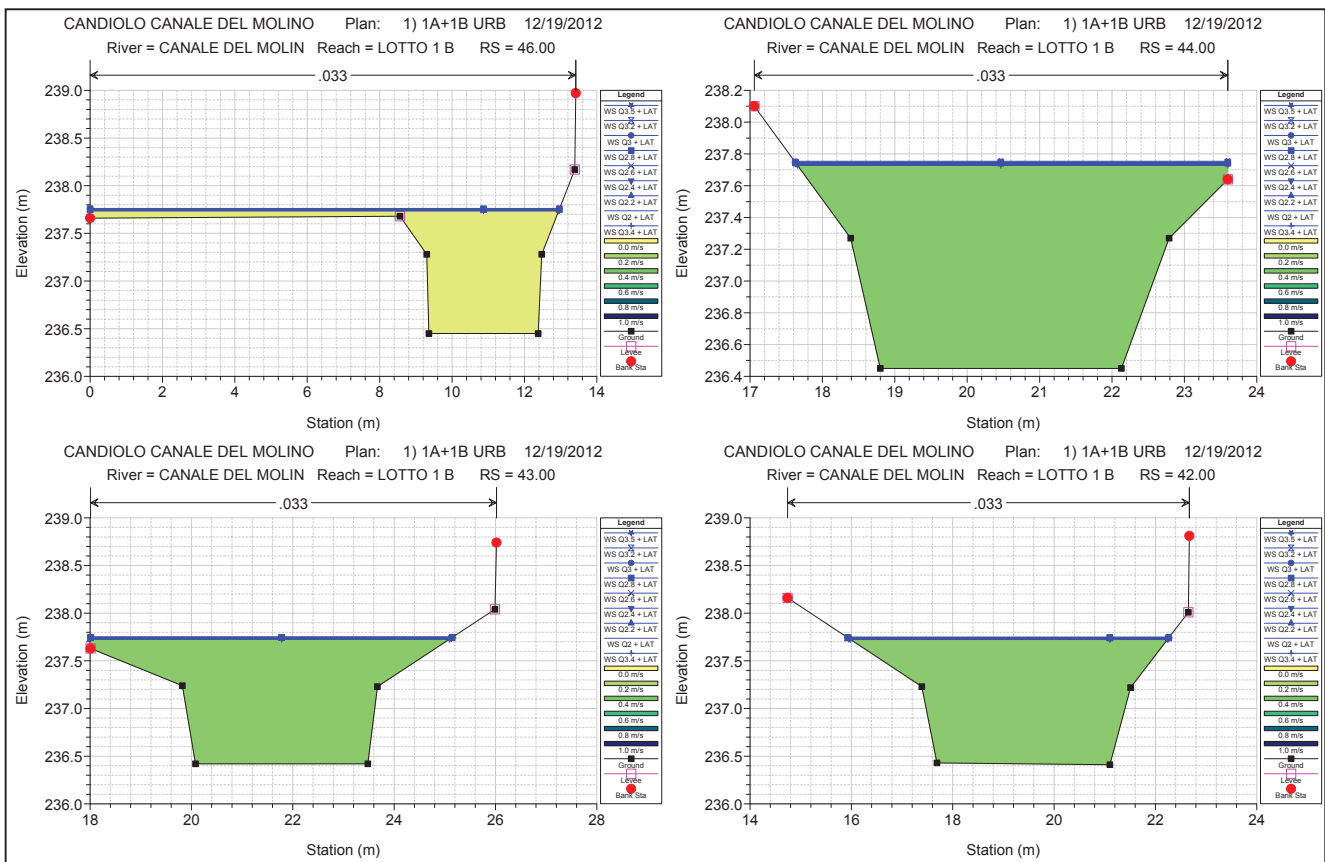 CANDIOLO CANALE DEL MOLINO Plan: 1) 1A+1B URB 12/19/2012
River = CANALE DEL MOLIN Reach = LOTTO 1 B RS = 46.00
.033
239.0
238.5
238.0
237.5
237.0
236.5
236.0
Elevation (m)
0 2 4 6 8 10 12 14
Station (m)
Legend
WS Q3.5 + LAT
WS Q3.2 + LAT
WS Q3 + LAT
WS Q2.8 + LAT
WS Q2.6 + LAT
WS Q2.4 + LAT
WS Q2.2 + LAT
WS Q2 + LAT
WS Q3.4 + LAT
0.0 m/s
0.2 m/s
0.4 m/s
0.6 m/s
0.8 m/s
1.0 m/s
Ground
Levee
Bank Sta
CANDIOLO CANALE DEL MOLINO Plan: 1) 1A+1B URB 12/19/2012
River = CANALE DEL MOLIN Reach = LOTTO 1 B RS = 44.00
.033
238.2
238.0
237.8
237.6
237.4
237.2
237.0
236.8
236.6
236.4
Elevation (m)
17 18 19 20 21 22 23 24
Station (m)
Legend
WS Q3.5 + LAT
WS Q3.2 + LAT
WS Q3 + LAT
WS Q2.8 + LAT
WS Q2.6 + LAT
WS Q2.4 + LAT
WS Q2.2 + LAT
WS Q2 + LAT
WS Q3.4 + LAT
0.0 m/s
0.2 m/s
0.4 m/s
0.6 m/s
0.8 m/s
1.0 m/s
Ground
Levee
Bank Sta
CANDIOLO CANALE DEL MOLINO Plan: 1) 1A+1B URB 12/19/2012
River = CANALE DEL MOLIN Reach = LOTTO 1 B RS = 43.00
.033
239.0
238.5
238.0
237.5
237.0
236.5
236.0
Elevation (m)
18 20 22 24 26 28
Station (m)
Legend
WS Q3.5 + LAT
WS Q3.2 + LAT
WS Q3 + LAT
WS Q2.8 + LAT
WS Q2.6 + LAT
WS Q2.4 + LAT
WS Q2.2 + LAT
WS Q2 + LAT
WS Q3.4 + LAT
0.0 m/s
0.2 m/s
0.4 m/s
0.6 m/s
0.8 m/s
1.0 m/s
Ground
Levee
Bank Sta
CANDIOLO CANALE DEL MOLINO Plan: 1) 1A+1B URB 12/19/2012
River = CANALE DEL MOLIN Reach = LOTTO 1 B RS = 42.00
.033
239.0
238.5
238.0
237.5
237.0
236.5
236.0
Elevation (m)
14 16 18 20 22 24
Station (m)
Legend
WS Q3.5 + LAT
WS Q3.2 + LAT
WS Q3 + LAT
WS Q2.8 + LAT
WS Q2.6 + LAT
WS Q2.4 + LAT
WS Q2.2 + LAT
WS Q2 + LAT
WS Q3.4 + LAT
0.0 m/s
0.2 m/s
0.4 m/s
0.6 m/s
0.8 m/s
1.0 m/s
Ground
Levee
Bank Sta